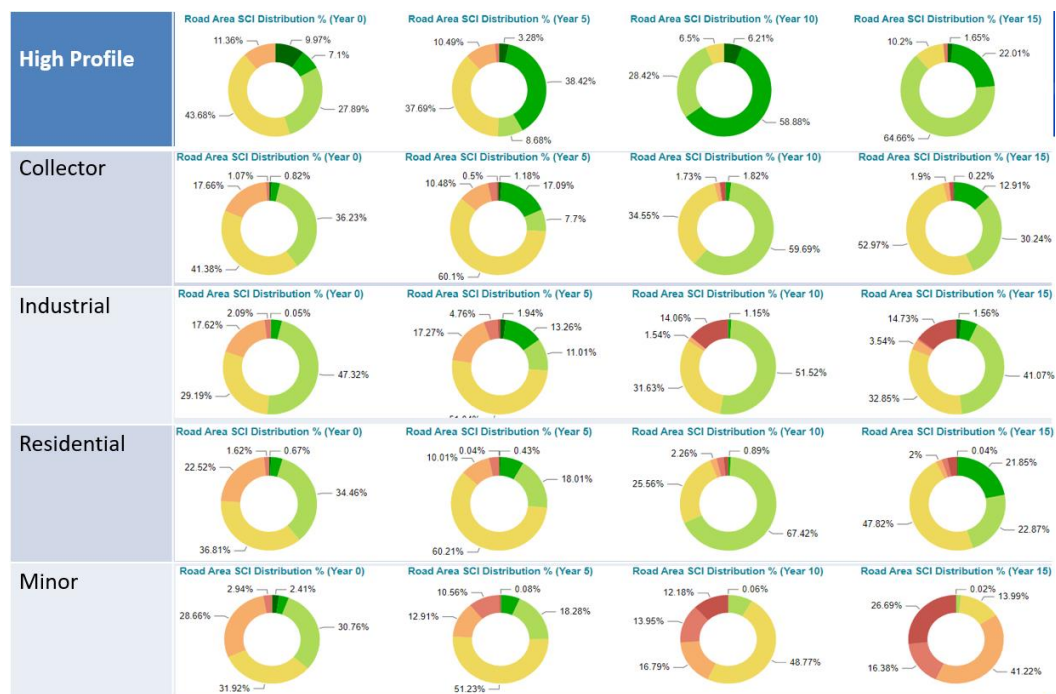 High Profile
Road Area SCI Distribution % (Year 0)
11.36% 9.97%
7.1%
43.68% 27.89%
Road Area SCI Distribution % (Year 5)
10.49% 3.28%
38.42%
37.69%
8.68%
Road Area SCI Distribution % (Year 10)
6.5% 6.21%
28.42%
58.88%
Road Area SCI Distribution % (Year 15)
10.2% 1.65%
22.01%
64.66%
Collector
Road Area SCI Distribution % (Year 0)
1.07% 0.82%
17.66%
36.23%
41.38%
Road Area SCI Distribution % (Year 5)
0.5% 1.18%
10.48% 17.09%
7.7%
60.1%
Road Area SCI Distribution % (Year 10)
1.73% 1.82%
34.55%
59.69%
Road Area SCI Distribution % (Year 15)
1.9% 0.22%
12.91%
52.97% 30.24%
Industrial
Road Area SCI Distribution % (Year 0)
2.09% 0.05%
17.62%
47.32%
29.19%
Road Area SCI Distribution % (Year 5)
4.76% 1.94%
17.27% 13.26%
11.01%
Road Area SCI Distribution % (Year 10)
14.06% 1.15%
1.54%
51.52%
31.63%
Road Area SCI Distribution % (Year 15)
14.73% 1.56%
3.54%
41.07%
32.85%
Residential
Road Area SCI Distribution % (Year 0)
1.62% 0.67%
22.52%
34.46%
36.81%
Road Area SCI Distribution % (Year 5)
0.04% 0.43%
10.01% 18.01%
60.21%
Road Area SCI Distribution % (Year 10)
2.26% 0.89%
25.56%
67.42%
Road Area SCI Distribution % (Year 15)
2% 0.04%
21.85%
47.82% 22.87%
Minor
Road Area SCI Distribution % (Year 0)
2.94% 2.41%
28.66% 30.76%
31.92%
Road Area SCI Distribution % (Year 5)
10.56% 0.08%
12.91% 18.28%
51.23%
Road Area SCI Distribution % (Year 10)
12.18% 0.06%
13.95%
16.79% 48.77%
Road Area SCI Distribution % (Year 15)
0.02%
26.69% 13.99%
16.38% 41.22%